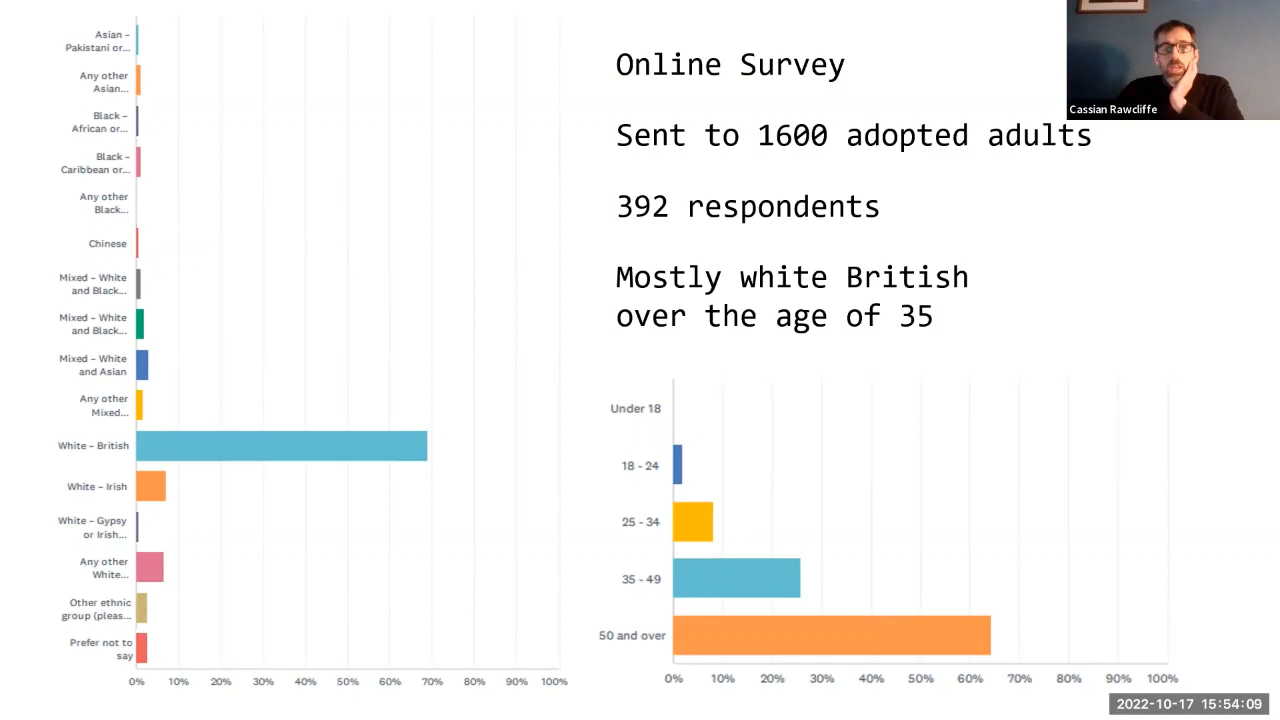 Asian –
Pakistani or...
Any other
Asian...
Black –
African or...
Black –
Caribbean or...
Any other
Black...
Chinese
Mixed – White
and Black...
Mixed – White
and Black...
Mixed – White
and Asian
Any other
Mixed...
White – British
White – Irish
White – Gypsy
or Irish...
Any other
White...
Other ethnic
group (pleas...
Prefer not to
say
0% 10% 20% 30% 40% 50% 60% 70% 80% 90% 100%
Online Survey
Sent to 1600 adopted adults
392 respondents
Mostly white British
over the age of 35
Cassian Rawcliffe
Under 18
18 - 24
25 - 34
35 - 49
50 and over
0% 10% 20% 30% 40% 50% 60% 70% 80% 90% 100%
2022-10-17 15:54:09